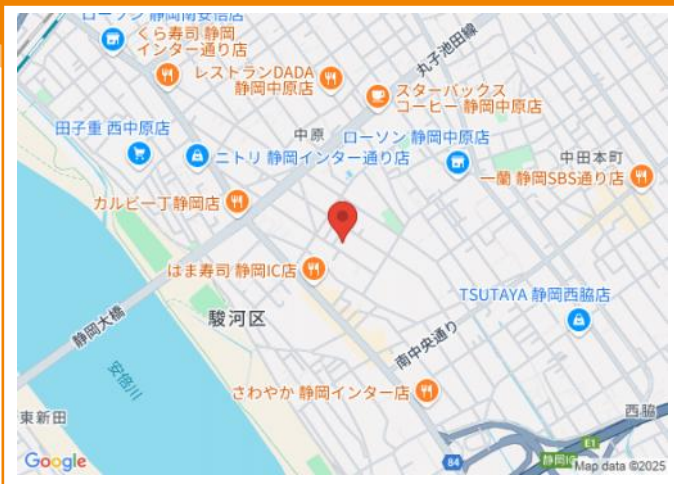 ローソン 静岡南安倍店
くら寿司 静岡
インター通り店
レストランDADA
静岡中原店
丸子池田線
スターバックス
コーヒー 静岡中原店
田子重 西中原店
中原
ローソン 静岡中原店
ニトリ 静岡インター通り店
中田本町
一蘭 静岡SBS通り店
カルビ一丁静岡店
はま寿司 静岡IC店
TSUTAYA 静岡西脇店
駿河区
静岡大橋
南中央通り
安倍川
さわやか 静岡インター店
東新田
西脇
E1
84
静岡IC
Google
Map data ©2025